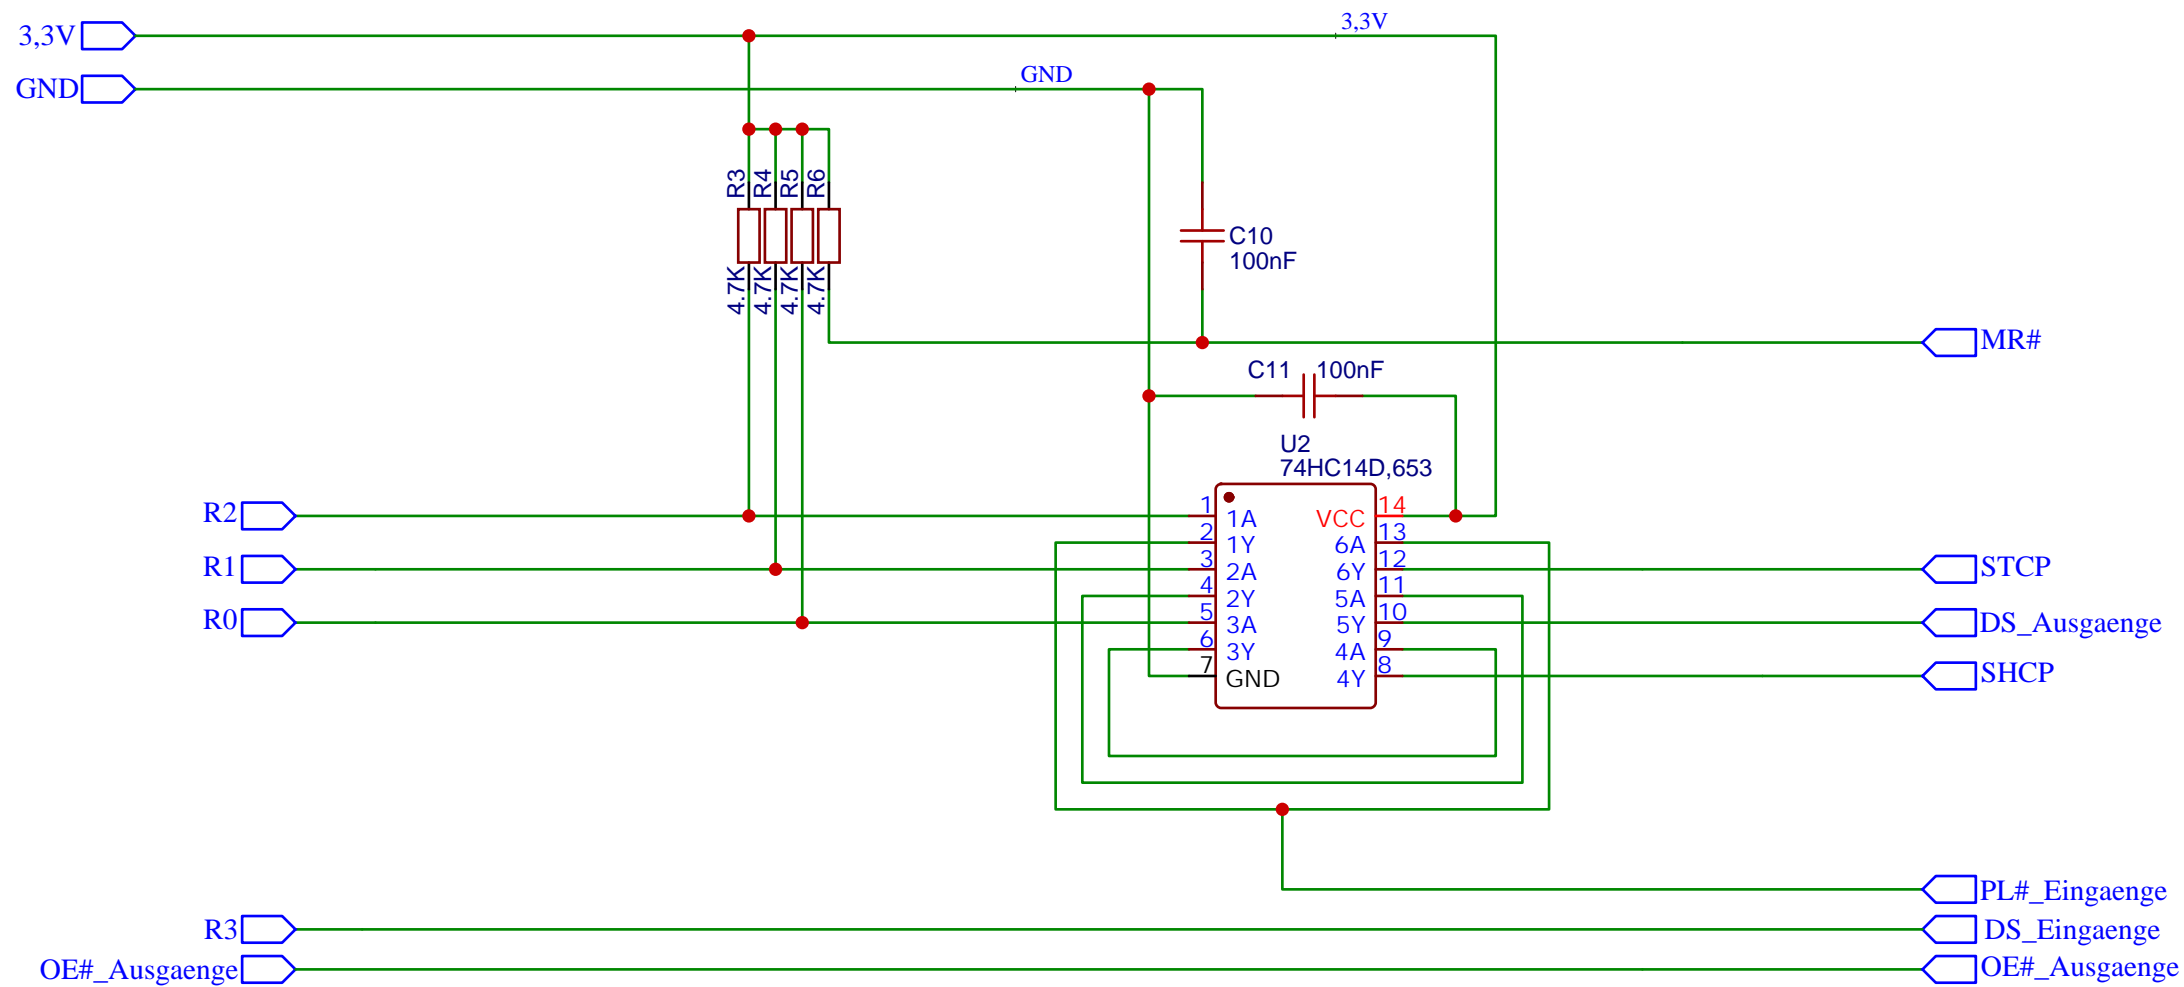 3,3V
3,3V
GND
GND
R3
R4
R5
R6
4.7K
4.7K
4.7K
4.7K
C10
100nF
MR#
C11
100nF
U2
74HC14D,653
R2
R1
R0
1
2
3
4
5
6
7
1A
1Y
2A
2Y
3A
3Y
GND
VCC
6A
6Y
5A
5Y
4A
4Y
14
13
12
11
10
9
8
STCP
DS_Ausgaenge
SHCP
PL#_Eingaenge
R3
DS_Eingaenge
OE#_Ausgaenge
OE#_Ausgaenge